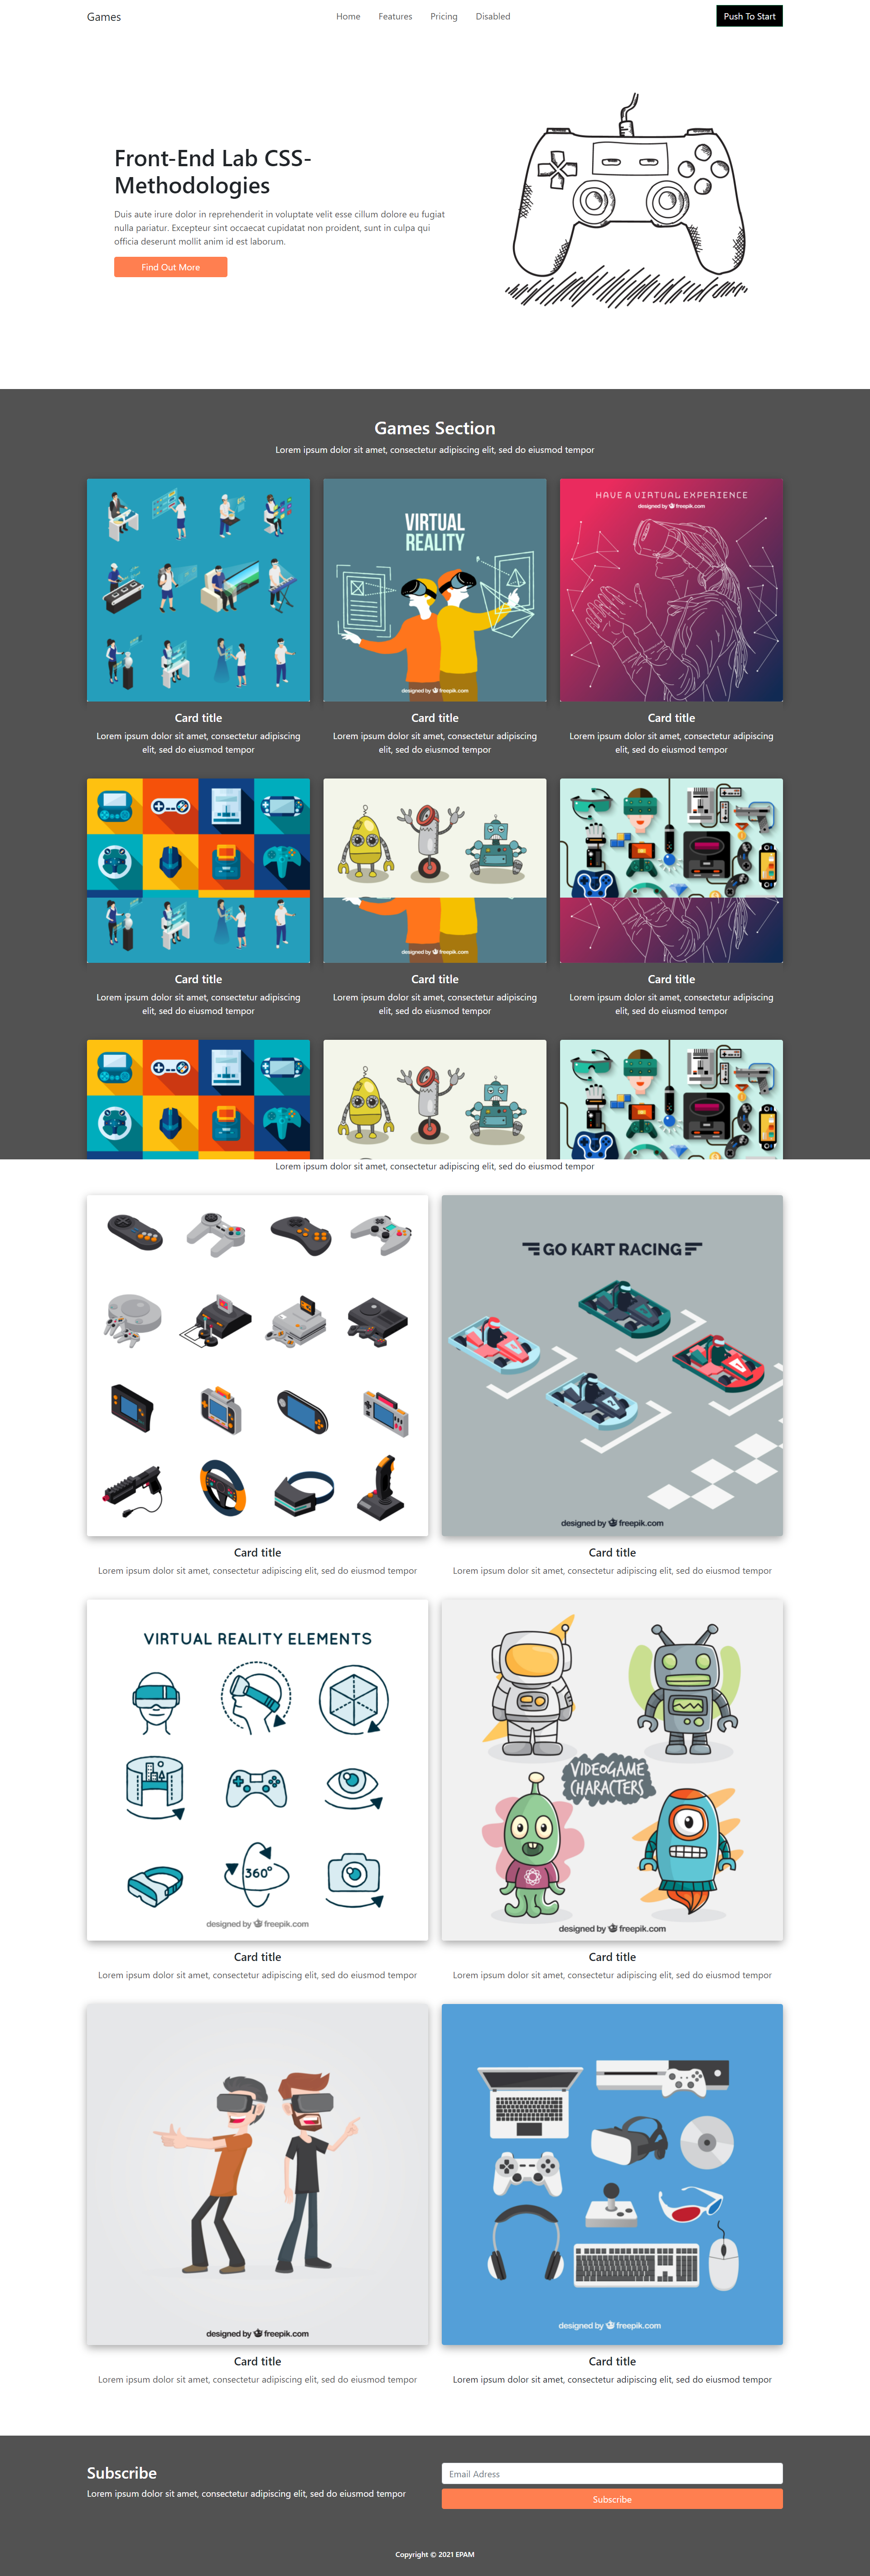 Games
Home Features Pricing Disabled
Push To Start
Front-End Lab CSS-
Methodologies
Duis aute irure dolor in reprehenderit in voluptate velit esse cillum dolore eu fugiat
nulla pariatur. Excepteur sint occaecat cupidatat non proident, sunt in culpa qui
officia deserunt mollit anim id est laborum.
Find Out More
Games Section
Lorem ipsum dolor sit amet, consectetur adipiscing elit, sed do eiusmod tempor
VIRTUAL
REALITY
designed by freepik.com
HAVE A VIRTUAL EXPERIENCE
designed by freepik.com
Card title
Lorem ipsum dolor sit amet, consectetur adipiscing
elit, sed do eiusmod tempor
Card title
Lorem ipsum dolor sit amet, consectetur adipiscing
elit, sed do eiusmod tempor
Card title
Lorem ipsum dolor sit amet, consectetur adipiscing
elit, sed do eiusmod tempor
designed by freepik.com
Card title
Lorem ipsum dolor sit amet, consectetur adipiscing
elit, sed do eiusmod tempor
Card title
Lorem ipsum dolor sit amet, consectetur adipiscing
elit, sed do eiusmod tempor
Card title
Lorem ipsum dolor sit amet, consectetur adipiscing
elit, sed do eiusmod tempor
Lorem ipsum dolor sit amet, consectetur adipiscing elit, sed do eiusmod tempor
GO KART RACING
designed by freepik.com
Card title
Lorem ipsum dolor sit amet, consectetur adipiscing elit, sed do eiusmod tempor
Card title
Lorem ipsum dolor sit amet, consectetur adipiscing elit, sed do eiusmod tempor
VIRTUAL REALITY ELEMENTS
360°
designed by freepik.com
VIDEOGAME
CHARACTERS
designed by freepik.com
Card title
Lorem ipsum dolor sit amet, consectetur adipiscing elit, sed do eiusmod tempor
Card title
Lorem ipsum dolor sit amet, consectetur adipiscing elit, sed do eiusmod tempor
designed by freepik.com
designed by freepik.com
Card title
Lorem ipsum dolor sit amet, consectetur adipiscing elit, sed do eiusmod tempor
Card title
Lorem ipsum dolor sit amet, consectetur adipiscing elit, sed do eiusmod tempor
Subscribe
Lorem ipsum dolor sit amet, consectetur adipiscing elit, sed do eiusmod tempor
Email Adress
Subscribe
Copyright © 2021 EPAM